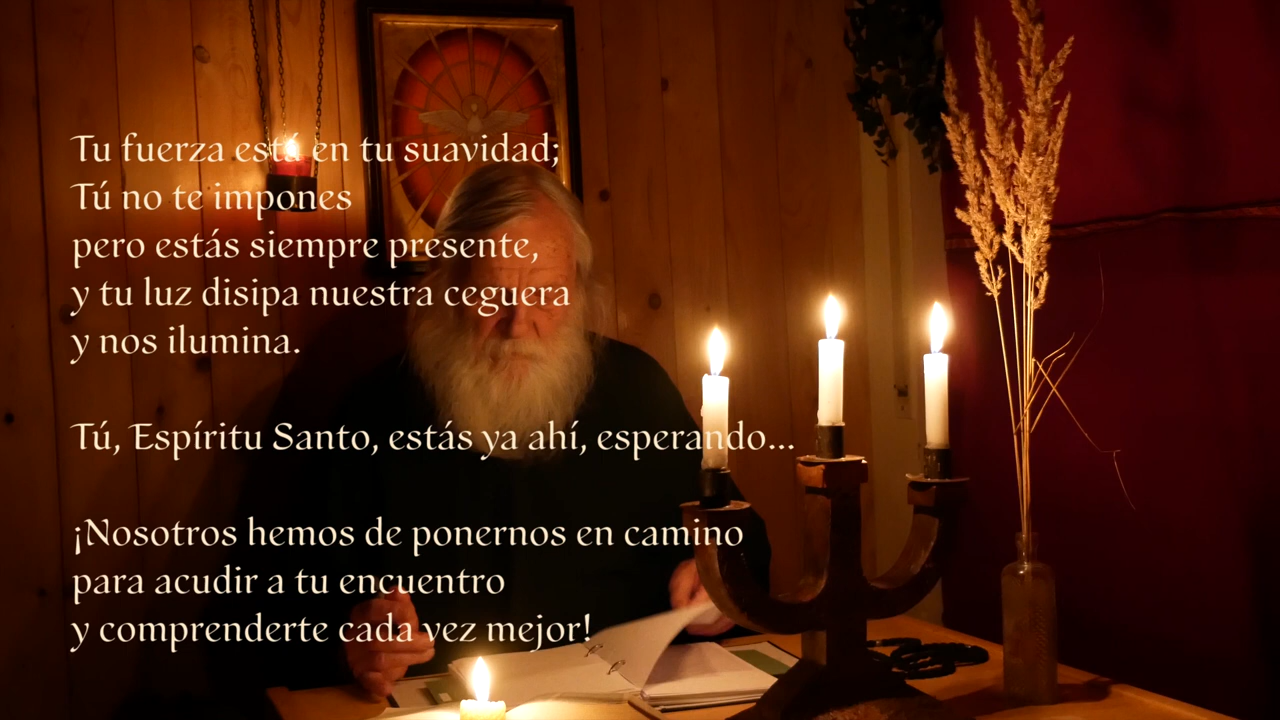 Tu fuerza está en tu suavidad;
Tú no te impones
pero estás siempre presente,
y tu luz disipa nuestra ceguera
y nos ilumina.
Tú, Espíritu Santo, estás ya ahí, esperando...
¡Nosotros hemos de ponernos en camino
para acudir a tu encuentro
y comprenderte cada vez mejor!